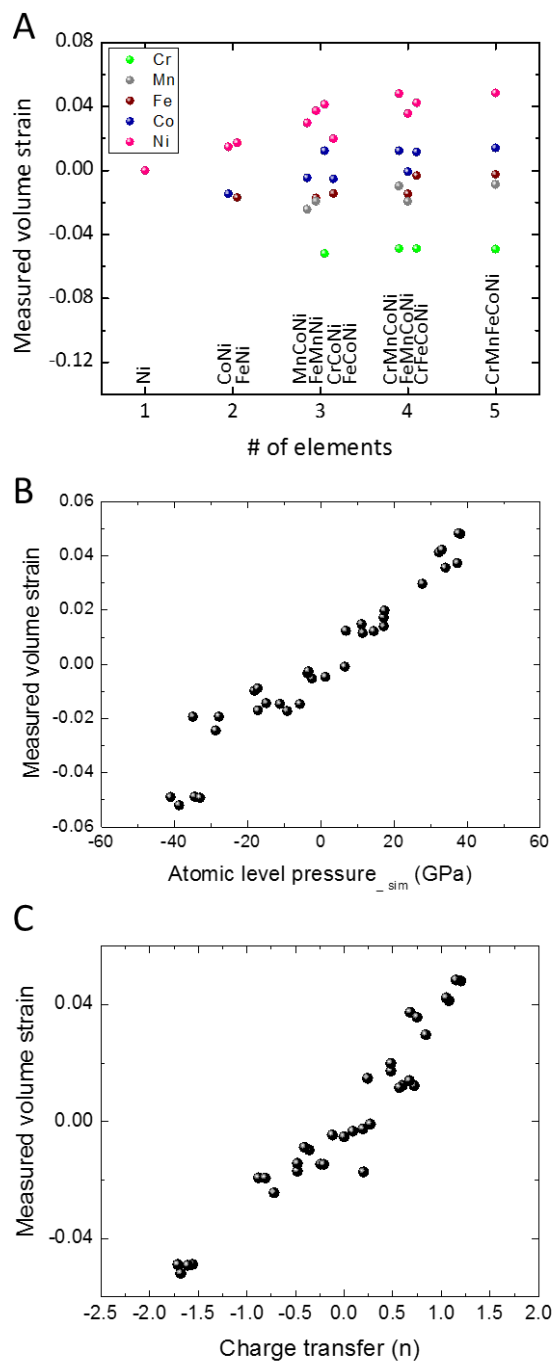 A
0.08
0.04
0.00
-0.04
-0.08
-0.12
Measured volume strain
Cr
Mn
Fe
Co
Ni
Ni
CoNi
FeNi
MnCoNi
FeMnNi
CrCoNi
FeCoNi
CrMnCoNi
FeMnCoNi
CrFeCoNi
CrMnFeCoNi
1 2 3 4 5
# of elements
B
0.06
0.04
0.02
0.00
-0.02
-0.04
-0.06
Measured volume strain
-60 -40 -20 0 20 40 60
Atomic level pressure_sim (GPa)
C
0.04
0.00
-0.04
Measured volume strain
-2.5 -2.0 -1.5 -1.0 -0.5 0.0 0.5 1.0 1.5 2.0
Charge transfer (n)